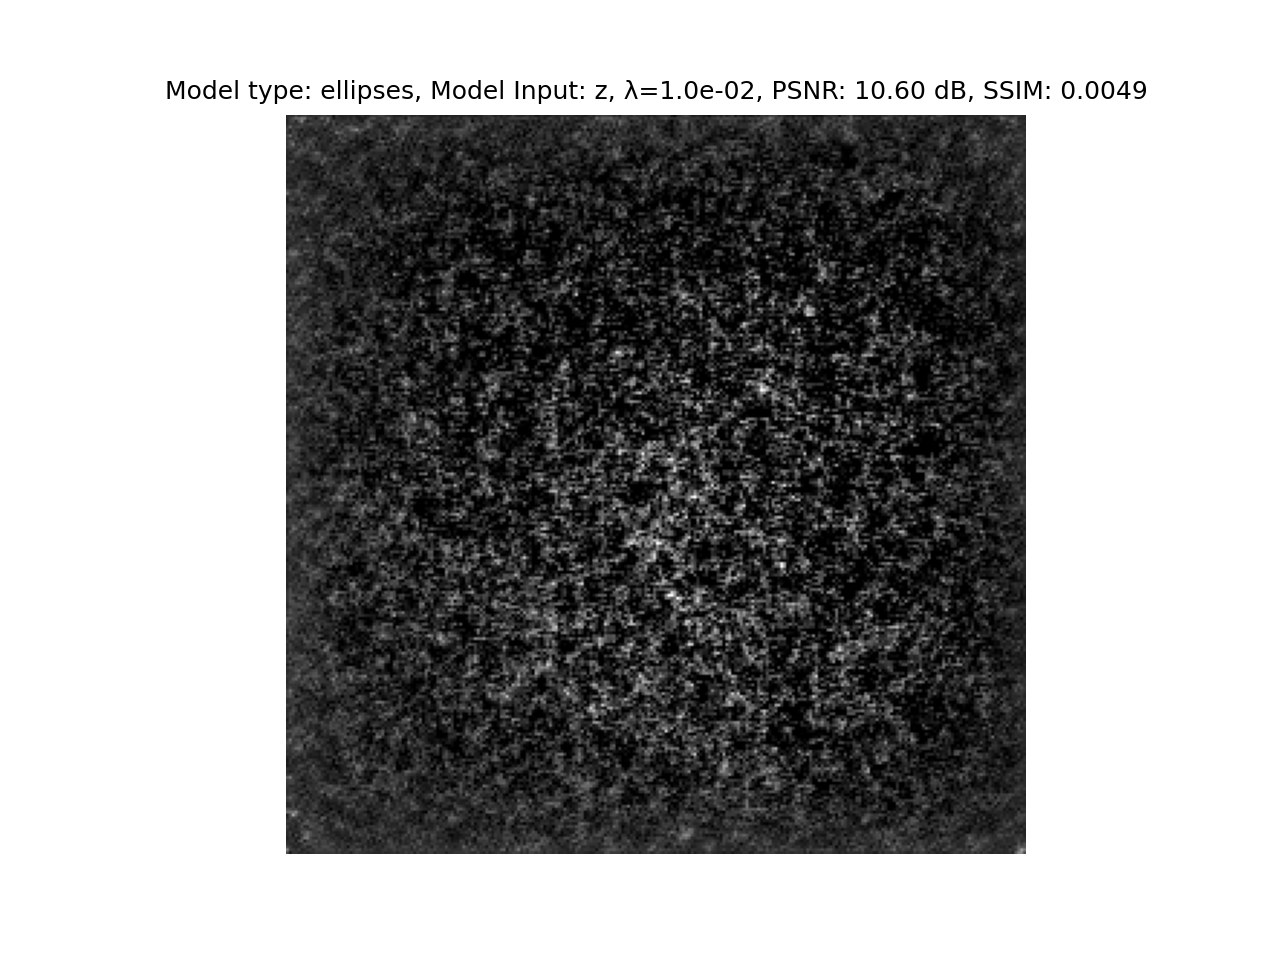 Model type: ellipses, Model Input: z, λ=1.0e-02, PSNR: 10.60 dB, SSIM: 0.0049